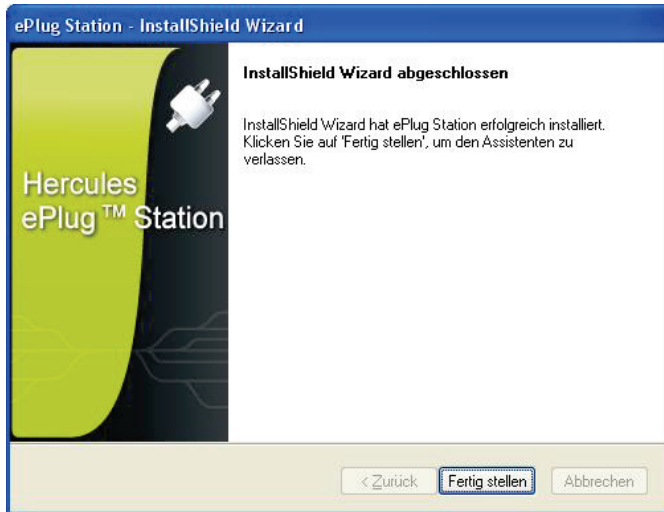 ePlug Station - InstallShield Wizard
InstallShield Wizard abgeschlossen
InstallShield Wizard hat ePlug Station erfolgreich installiert.
Klicken Sie auf 'Fertig stellen', um den Assistenten zu
verlassen.
Hercules
ePlug™ Station
< Zurück
Fertig stellen
Abbrechen